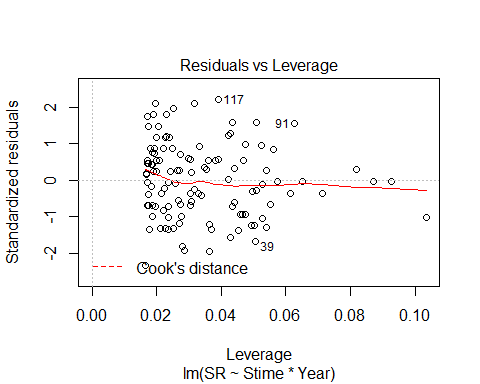 Residuals vs Leverage
Standardized residuals
2
1
0
-1
-2
117
91
39
Cook's distance
0.00 0.02 0.04 0.06 0.08 0.10
Leverage
lm(SR ~ Stime * Year)